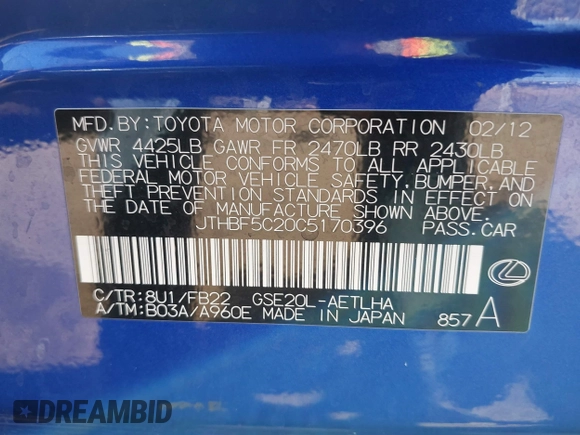 MFD.BY:TOYOTA MOTOR CORPORATION 02/12
GVWR 4425LB GAWR FR 2470LB RR 2430LB
THIS VEHICLE CONFORMS TO ALL APPLICABLE
FEDERAL MOTOR VEHICLE SAFETY,BUMPER,AND
THEFT PREVENTION STANDARDS IN EFFECT ON
THE DATE OF MANUFACTURE SHOWN ABOVE.
JTHBF5C20C5170396 PASS.CAR
C/TR:8U1/FB22 GSE20L-AETLHA
A/TM:B03A/A960E MADE IN JAPAN 857A
DREAMBID